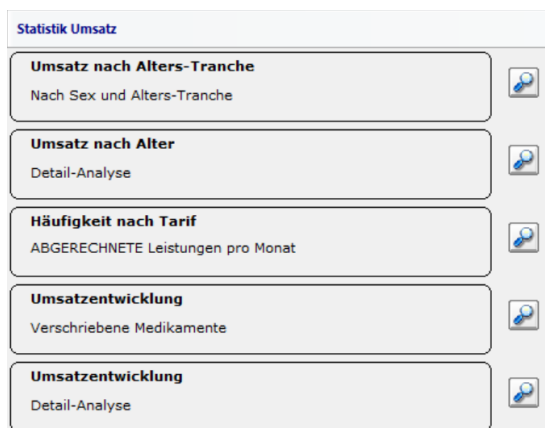 Statistik Umsatz
Umsatz nach Alters-Tranche
Nach Sex und Alters-Tranche
Umsatz nach Alter
Detail-Analyse
Häufigkeit nach Tarif
ABGERECHNETE Leistungen pro Monat
Umsatzentwicklung
Verschriebene Medikamente
Umsatzentwicklung
Detail-Analyse